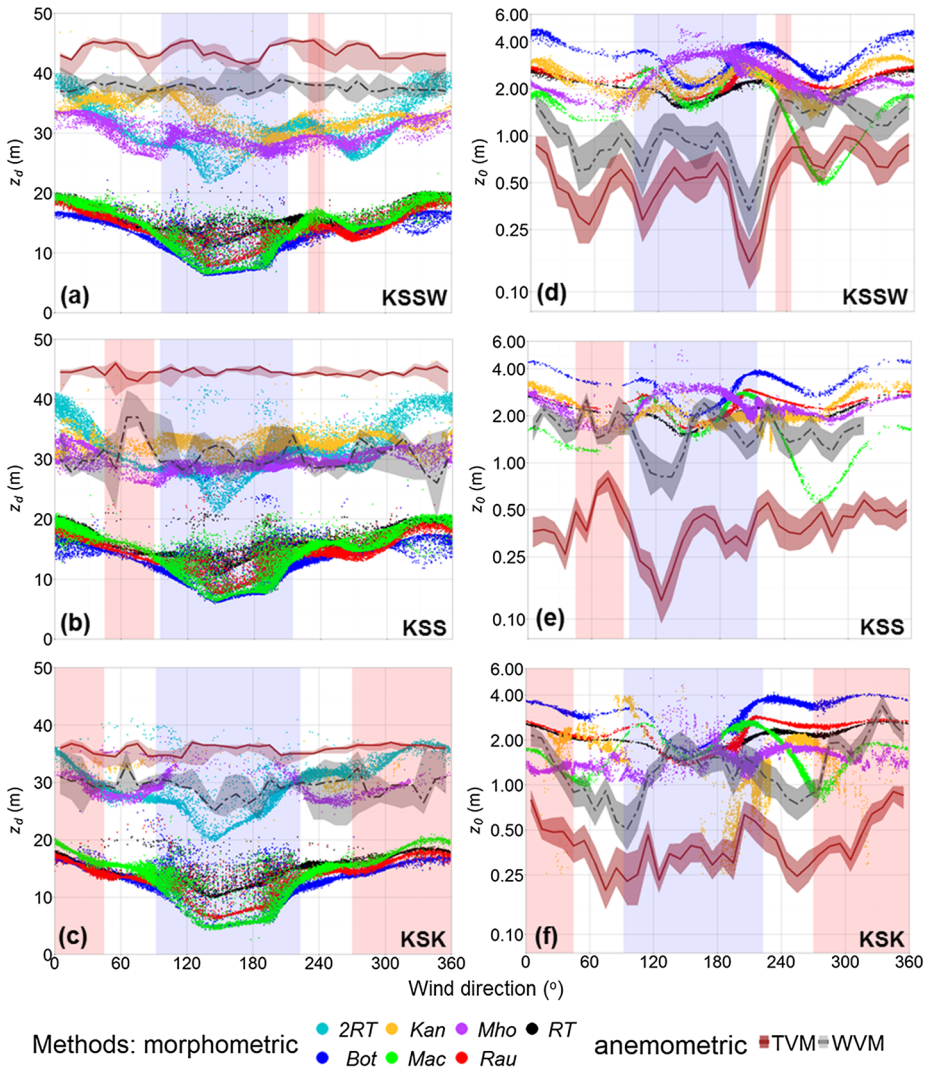 50
40
30
20
10
0
z_d (m)
(a)
KSSW
6.00
4.00
2.00
1.00
0.50
0.25
0.10
z_0 (m)
(d)
KSSW
50
40
30
20
10
0
z_d (m)
(b)
KSS
6.00
4.00
2.00
1.00
0.50
0.25
0.10
z_0 (m)
(e)
KSS
50
40
30
20
10
0
z_d (m)
(c)
KSK
0 60 120 180 240 300 360
6.00
4.00
2.00
1.00
0.50
0.25
0.10
z_0 (m)
(f)
KSK
0 60 120 180 240 300 360
Wind direction (º)
Methods: morphometric
2RT Kan Mho RT
Bot Mac Rau
anemometric TVM WVM